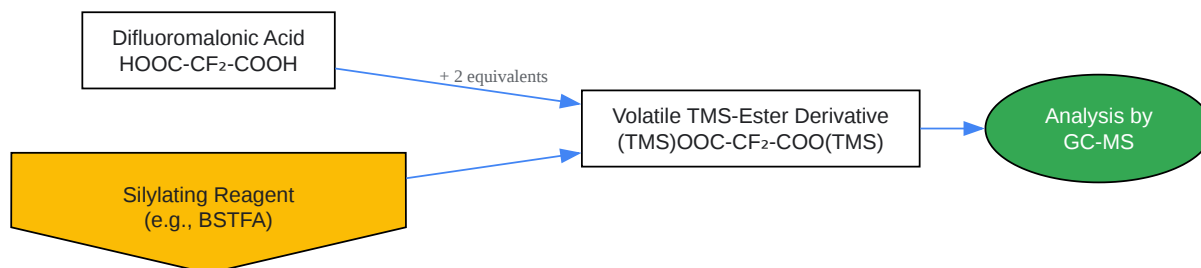 Difluoromalonic Acid
HOOC-CF₂-COOH
+ 2 equivalents
Volatile TMS-Ester Derivative
(TMS)OOC-CF₂-COO(TMS)
Analysis by
GC-MS
Silylating Reagent
(e.g., BSTFA)